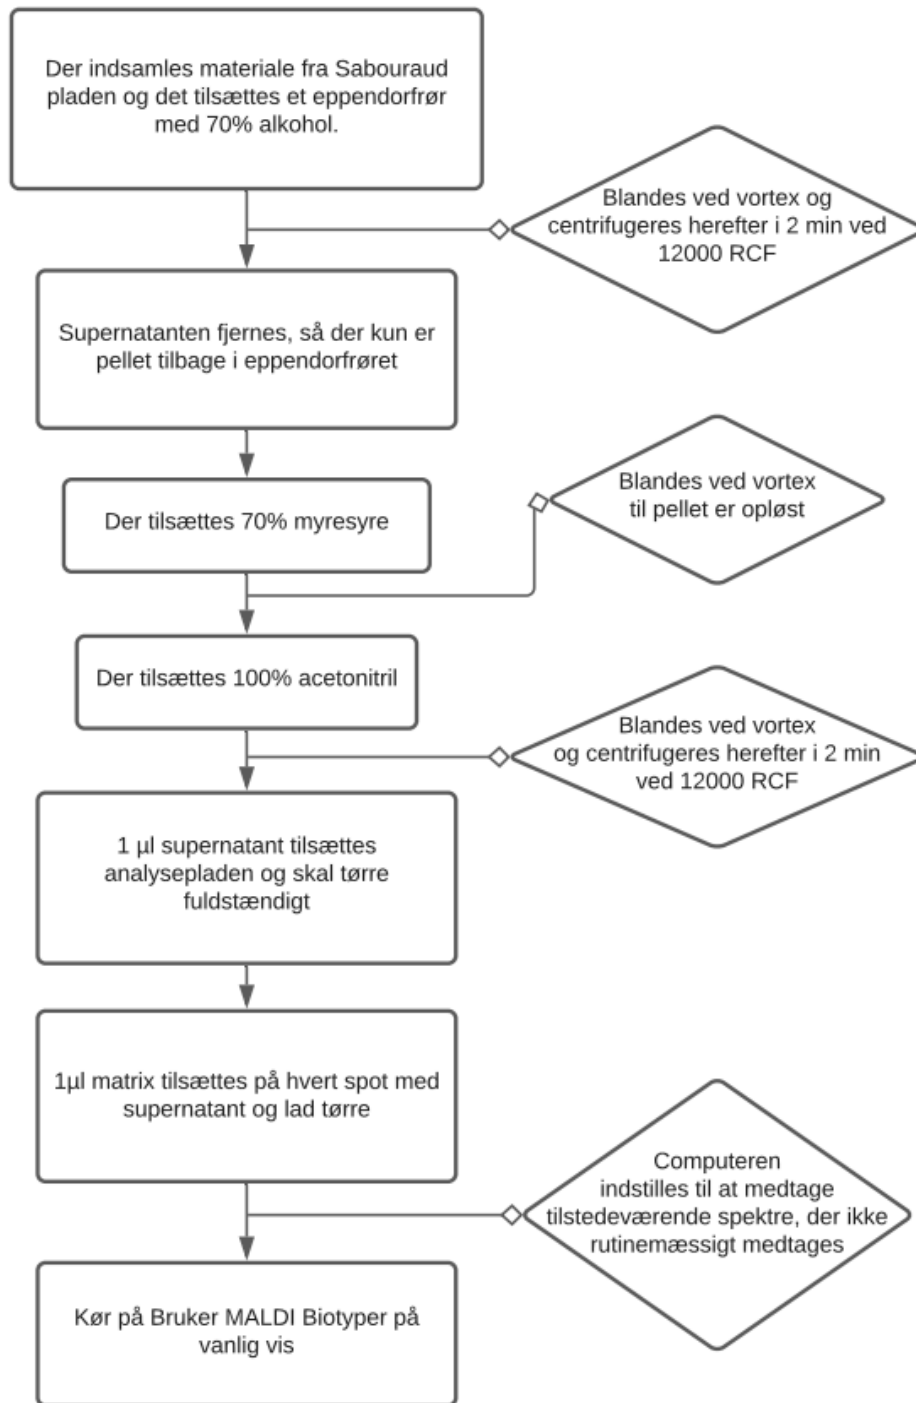 Der indsamles materiale fra Sabouraud
pladen og det tilsættes et eppendorfrør
med 70% alkohol.
Blandes ved vortex og
centrifugeres herefter i 2 min ved
12000 RCF
Supernatanten fjernes, så der kun er
pellet tilbage i eppendorfrøret
Der tilsættes 70% myresyre
Blandes ved vortex
til pellet er opløst
Der tilsættes 100% acetonitril
Blandes ved vortex
og centrifugeres herefter i 2 min
ved 12000 RCF
1 µl supernatant tilsættes
analysepladen og skal tørre
fuldstændigt
1µl matrix tilsættes på hvert spot med
supernatant og lad tørre
Computeren
indstilles til at medtage
tilstedeværende spektre, der ikke
rutinemæssigt medtages
Kør på Bruker MALDI Biotyper på
vanlig vis